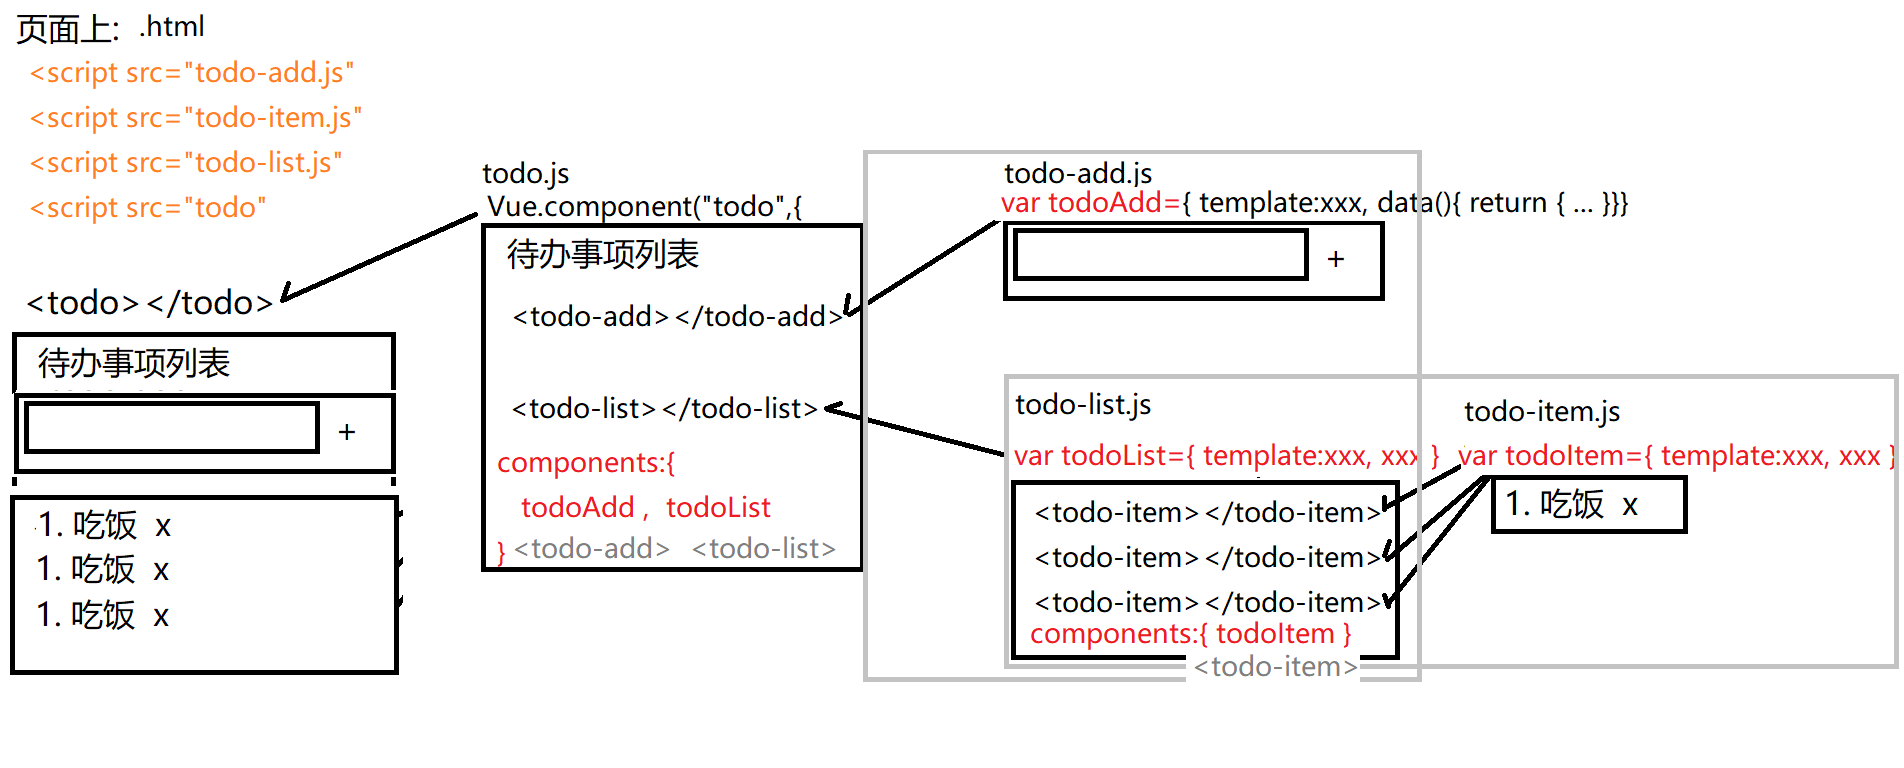 页面上: .html
<script src="todo-add.js"
<script src="todo-item.js"
<script src="todo-list.js"
<script src="todo"
<todo></todo>
待办事项列表
+
1. 吃饭 x
1. 吃饭 x
1. 吃饭 x
todo.js
Vue.component("todo",{
待办事项列表
<todo-add></todo-add>
<todo-list></todo-list>
components:{
todoAdd , todoList
} <todo-add> <todo-list>
todo-add.js
var todoAdd={ template:xxx, data(){ return { ... }}}
+
todo-list.js
var todoList={ template:xxx, xxx }
<todo-item></todo-item>
<todo-item></todo-item>
<todo-item></todo-item>
components:{ todoItem }
<todo-item>
todo-item.js
var todoItem={ template:xxx, xxx }
1. 吃饭 x